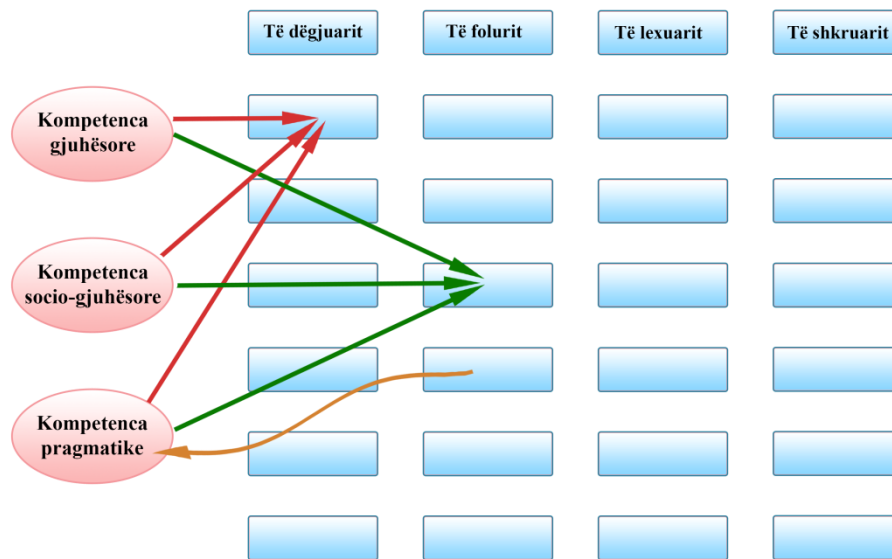 Të dëgjuarit
Të folurit
Të lexuarit
Të shkruarit
Kompetenca
gjuhësore
Kompetenca
socio-gjuhësore
Kompetenca
pragmatike